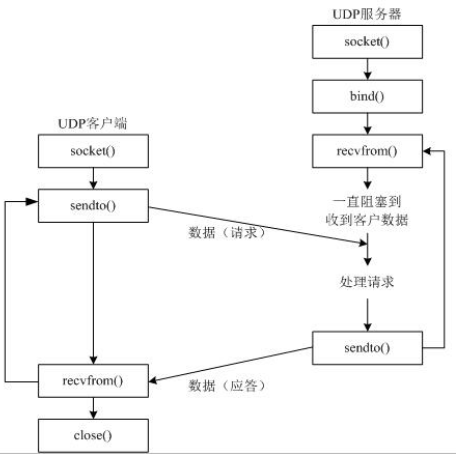 UDP服务器
socket()
bind()
UDP客户端
socket()
recvfrom()
sendto()
一直阻塞到
收到客户数据
数据（请求）
处理请求
sendto()
recvfrom()
数据（应答）
close()